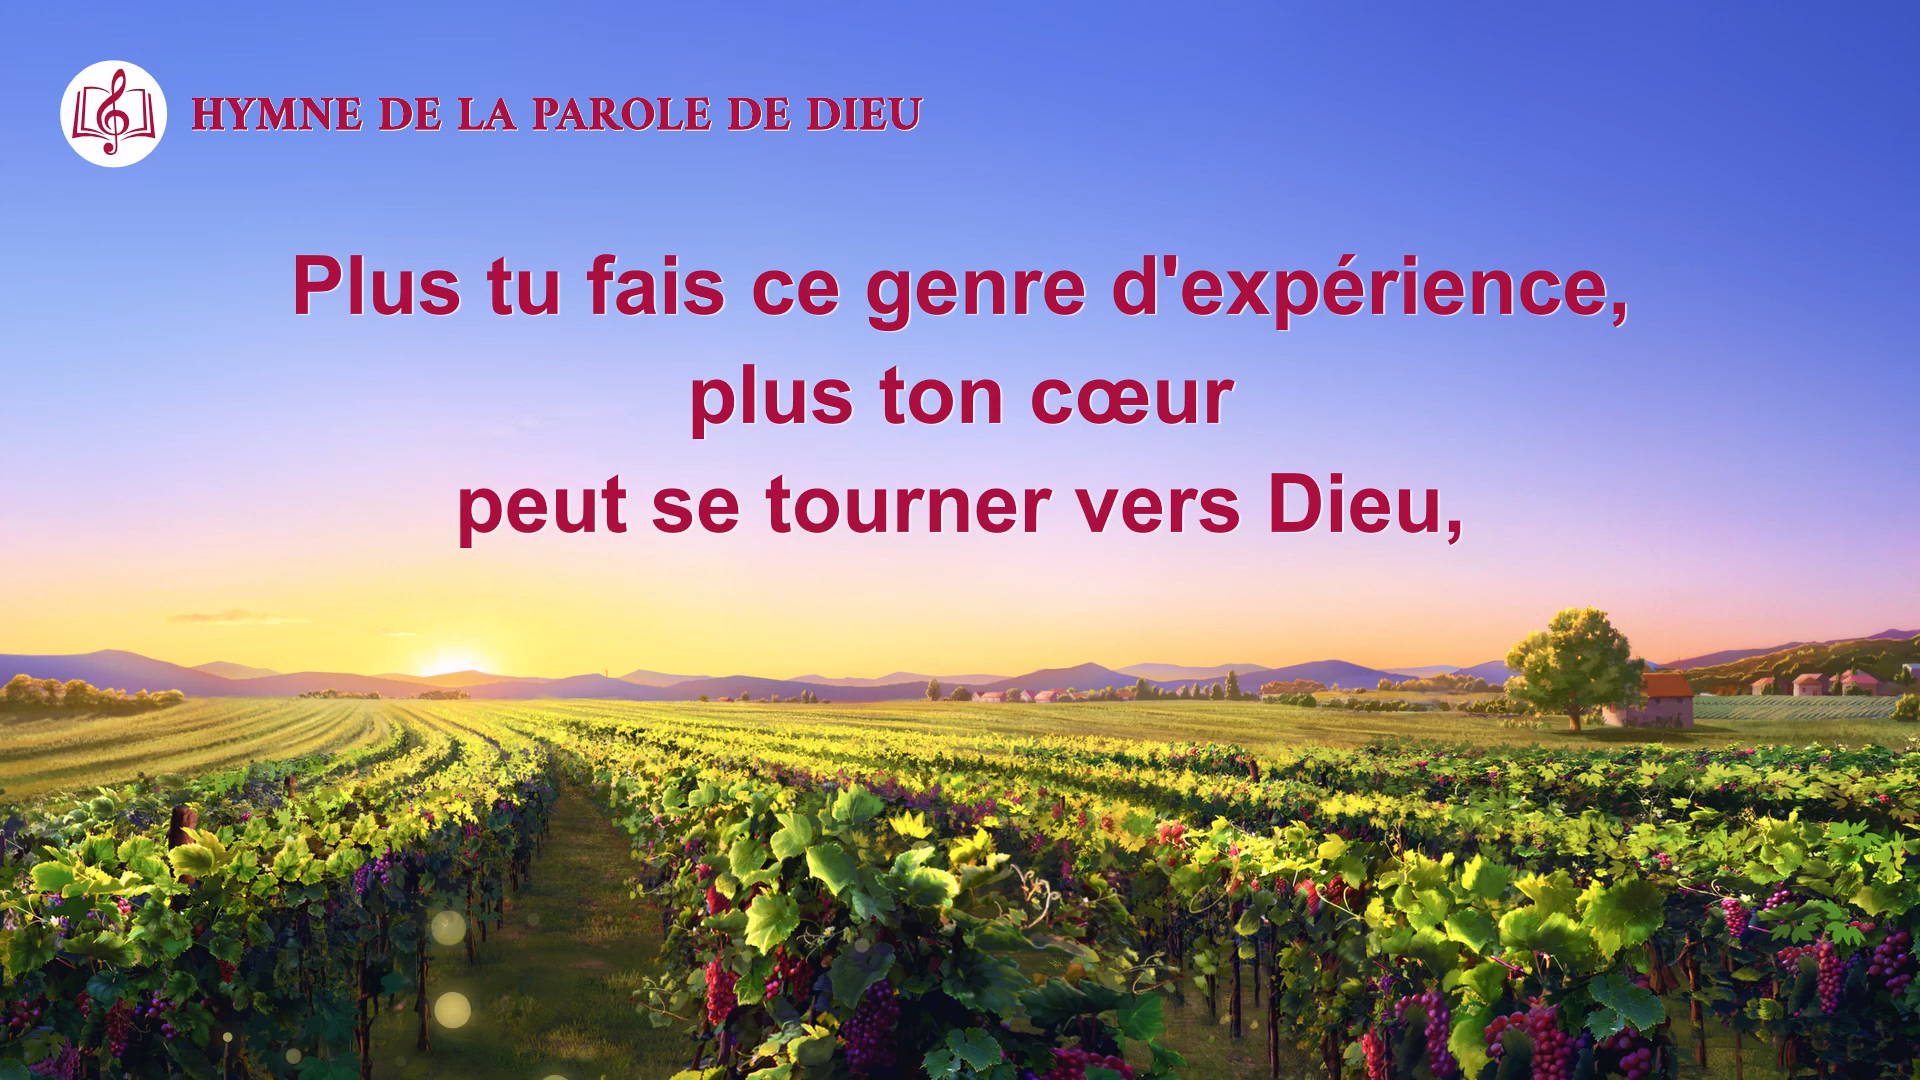 HYMNE DE LA PAROLE DE DIEU
Plus tu fais ce genre d'expérience,
plus ton cœur
peut se tourner vers Dieu,